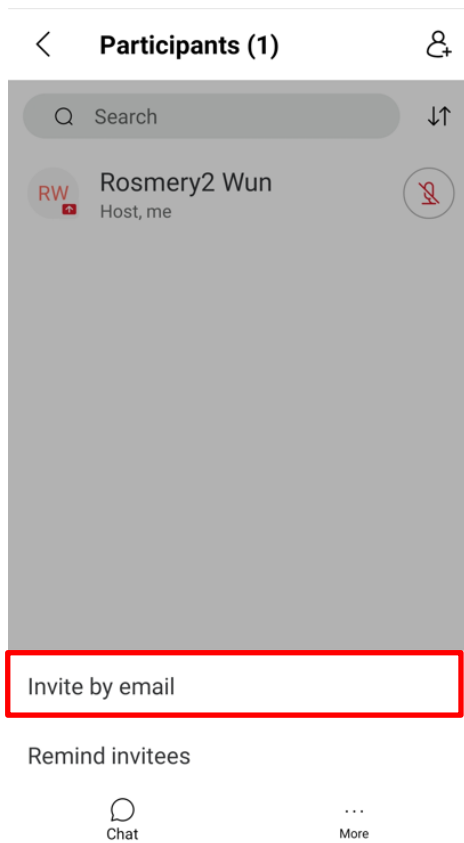 Participants (1)
Search
RW
Rosmery2 Wun
Host, me
Invite by email
Remind invitees
Chat
More